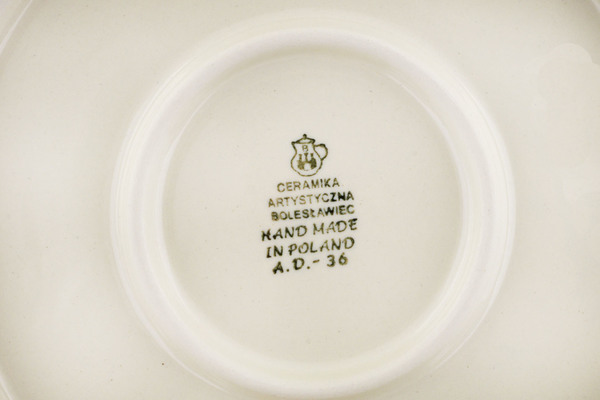 B
CERAMIKA
ARTYSTYCZNA
BOLESŁAWIEC
HAND MADE
IN POLAND
A.D.- 36